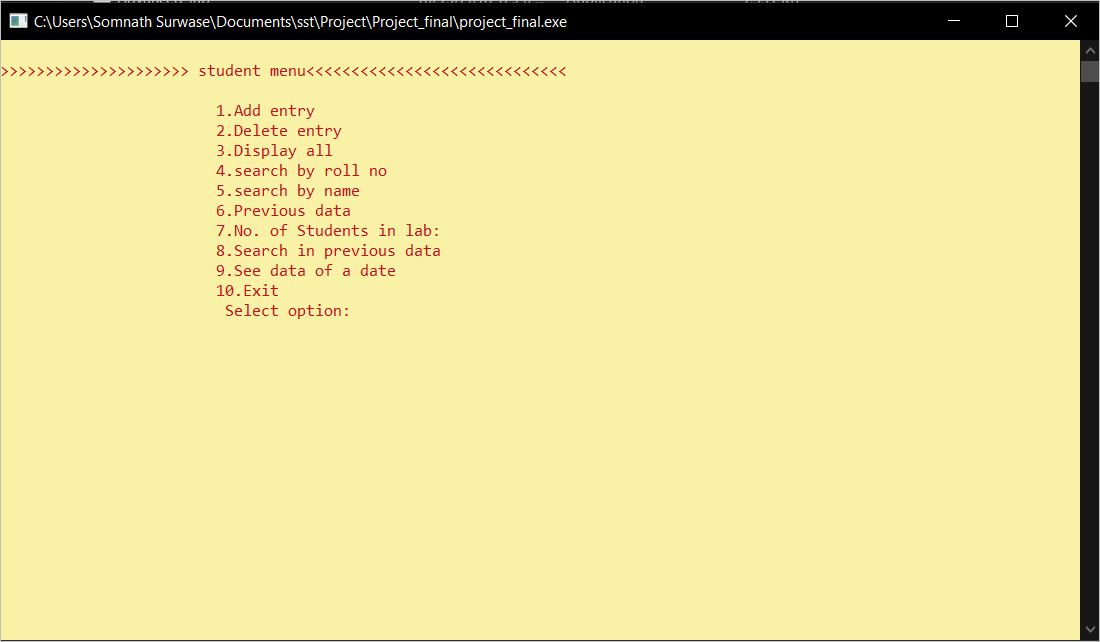 C:\Users\Somnath Surwase\Documents\sst\Project\Project_final\project_final.exe
>>>>>>>>>>>>>>>>>>>>> student menu<<<<<<<<<<<<<<<<<<<<<<<<<<<<<
1.Add entry
2.Delete entry
3.Display all
4.search by roll no
5.search by name
6.Previous data
7.No. of Students in lab:
8.Search in previous data
9.See data of a date
10.Exit
Select option: